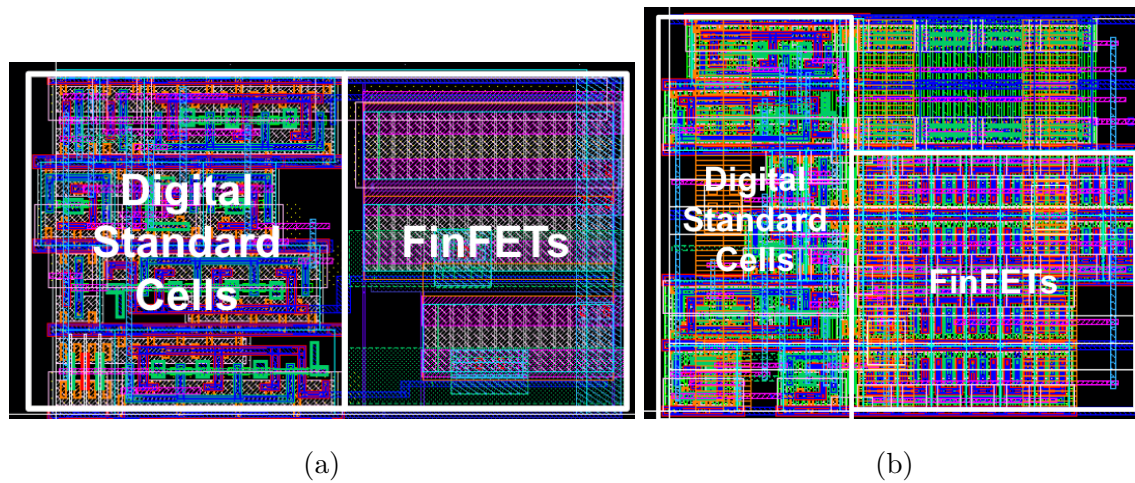 Digital
Standard
Cells
FinFETs
Digital
Standard
Cells
FinFETs
(a)
(b)